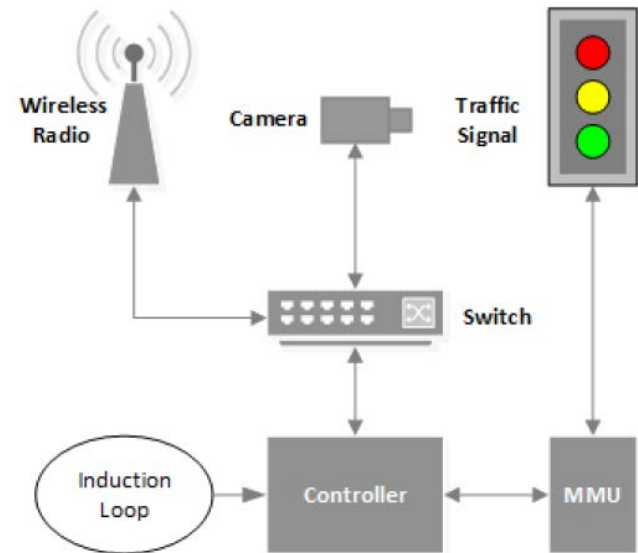 Wireless
Radio
Camera
Traffic
Signal
Switch
Induction
Loop
Controller
MMU